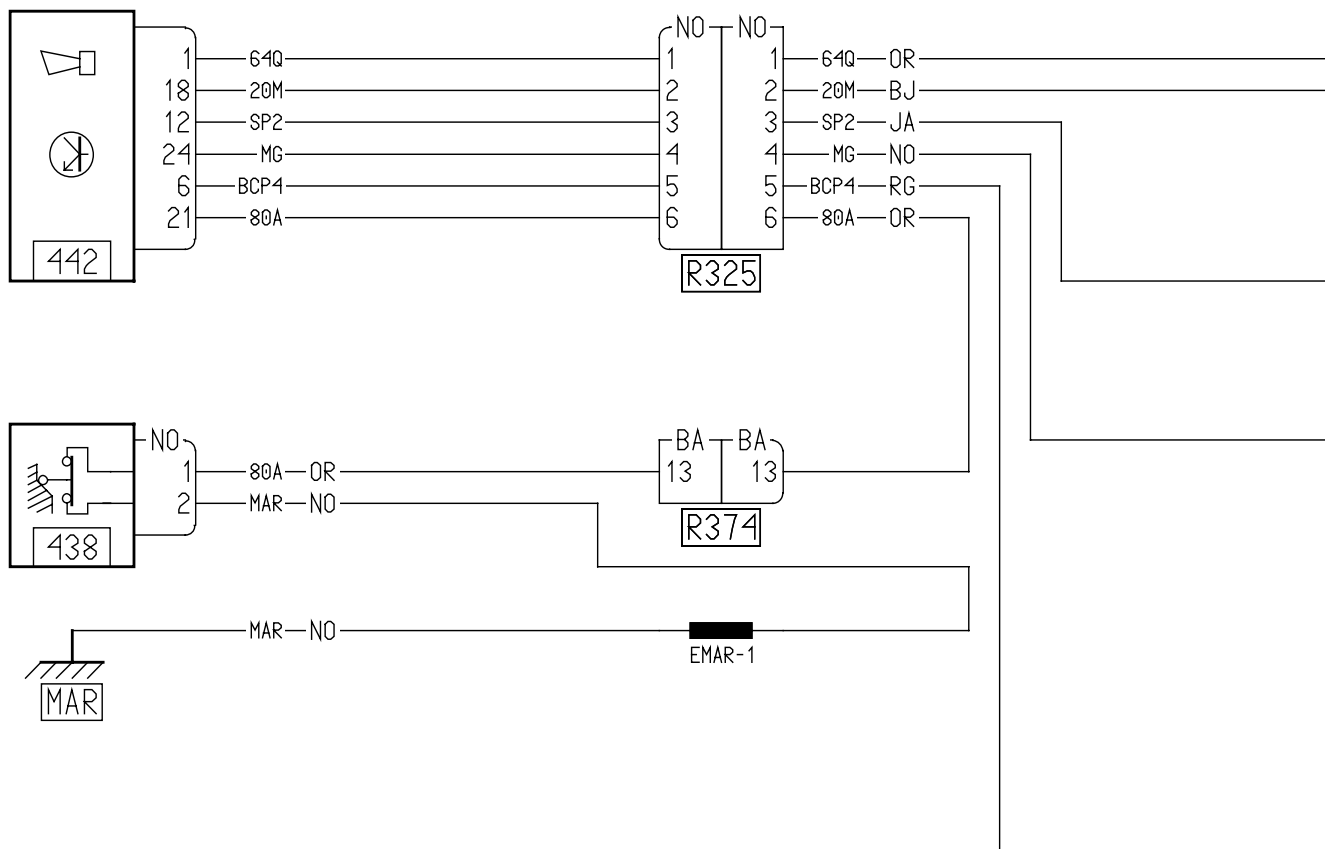 NO NO
1 64Q 1 1 64Q OR
18 20M 2 2 20M BJ
12 SP2 3 3 SP2 JA
24 MG 4 4 MG NO
6 BCP4 5 5 BCP4 RG
21 80A 6 6 80A OR
442 R325
NO BA BA
1 80A OR 13 13
2 MAR NO
438 R374
MAR NO
EMAR-1
MAR